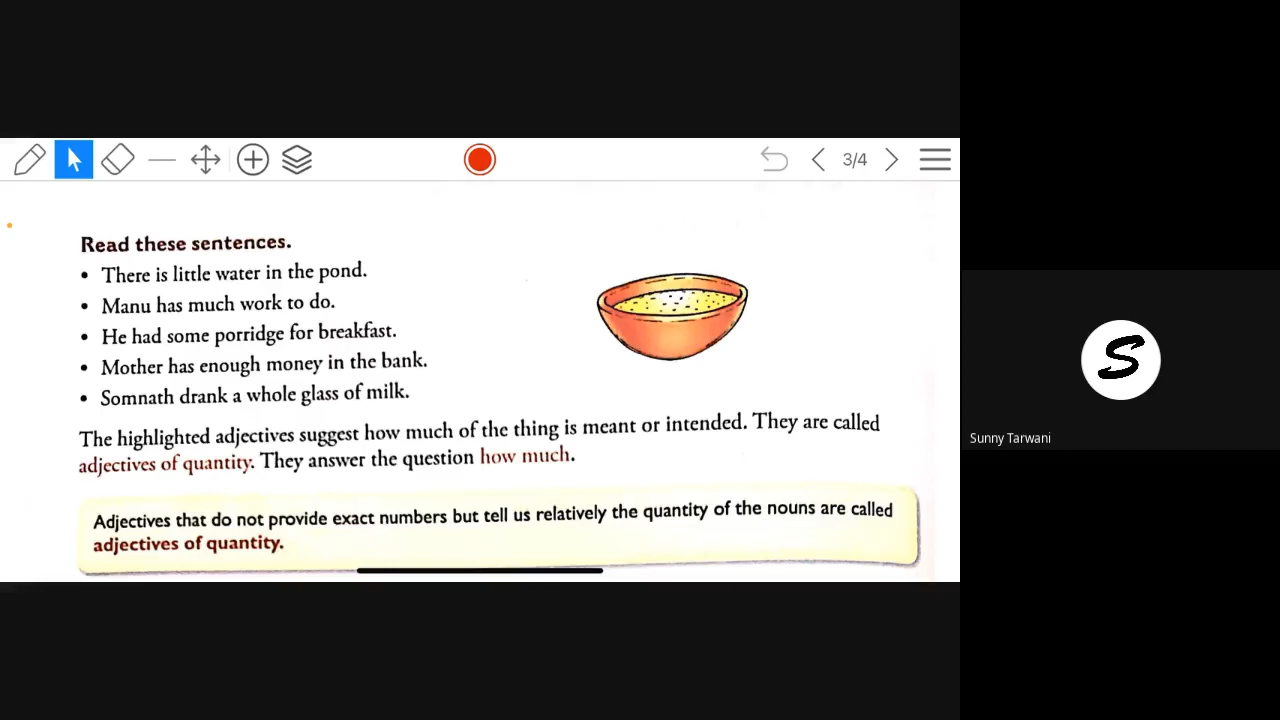 3/4
Read these sentences.
• There is little water in the pond.
• Manu has much work to do.
• He had some porridge for breakfast.
• Mother has enough money in the bank.
• Somnath drank a whole glass of milk.
The highlighted adjectives suggest how much of the thing is meant or intended. They are called
adjectives of quantity. They answer the question how much.
Adjectives that do not provide exact numbers but tell us relatively the quantity of the nouns are called
adjectives of quantity.
S
Sunny Tarwani